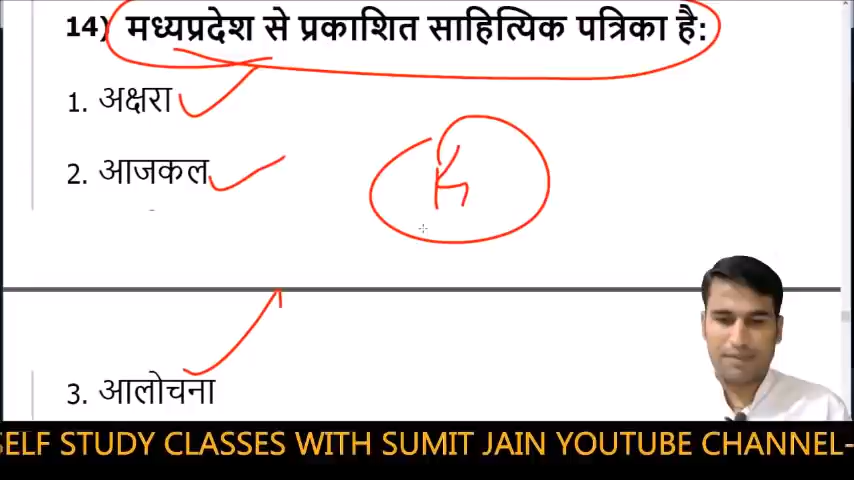 14) मध्यप्रदेश से प्रकाशित साहित्यिक पत्रिका है:
1. अक्षरा
2. आजकल
3. आलोचना
SELF STUDY CLASSES WITH SUMIT JAIN YOUTUBE CHANNEL-